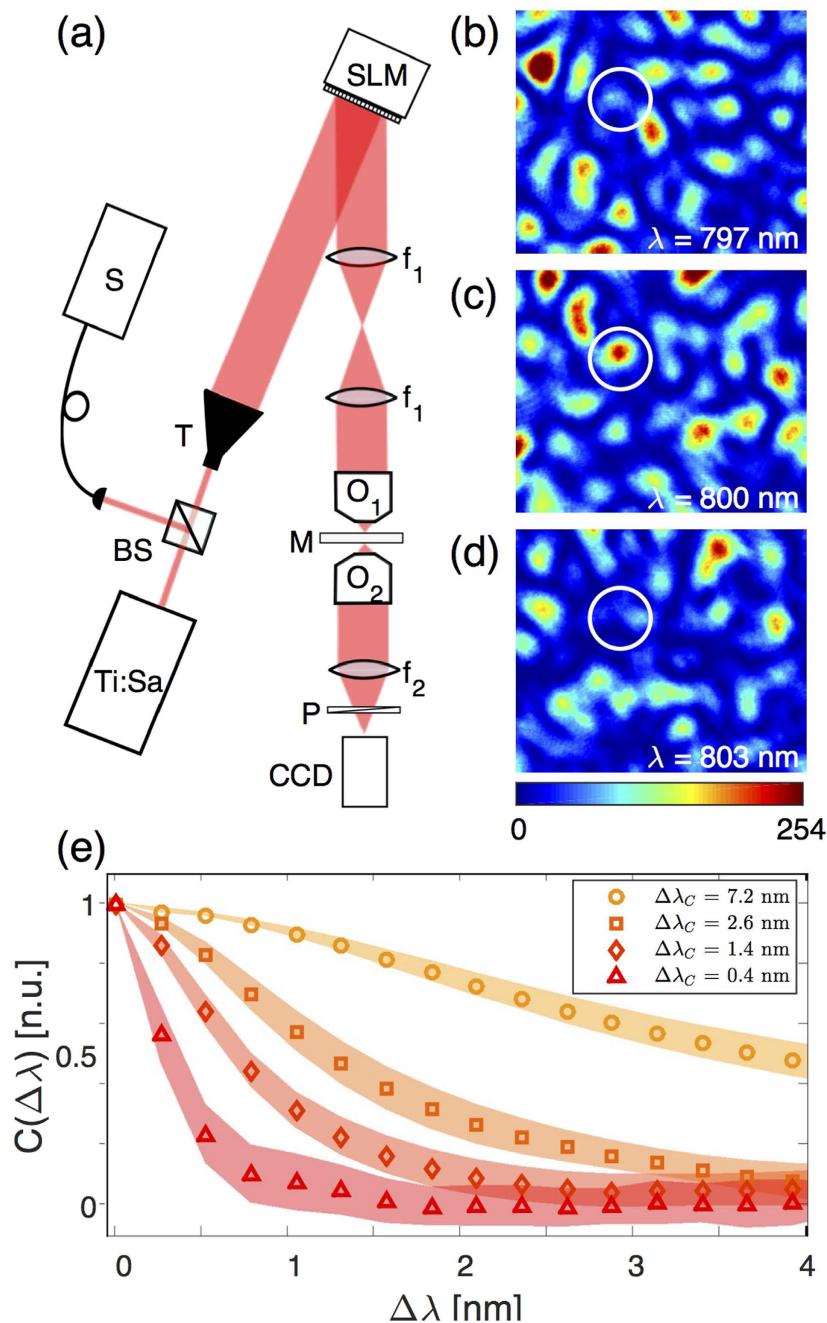 (a)
SLM
S
f1
T
f1
O1
BS
M
O2
Ti:Sa
f2
P
CCD
(b)
λ = 797 nm
(c)
λ = 800 nm
(d)
λ = 803 nm
0 254
(e)
C(Δλ) [n.u.]
1
0.5
0
ΔλC = 7.2 nm
ΔλC = 2.6 nm
ΔλC = 1.4 nm
ΔλC = 0.4 nm
0 1 2 3 4
Δλ [nm]